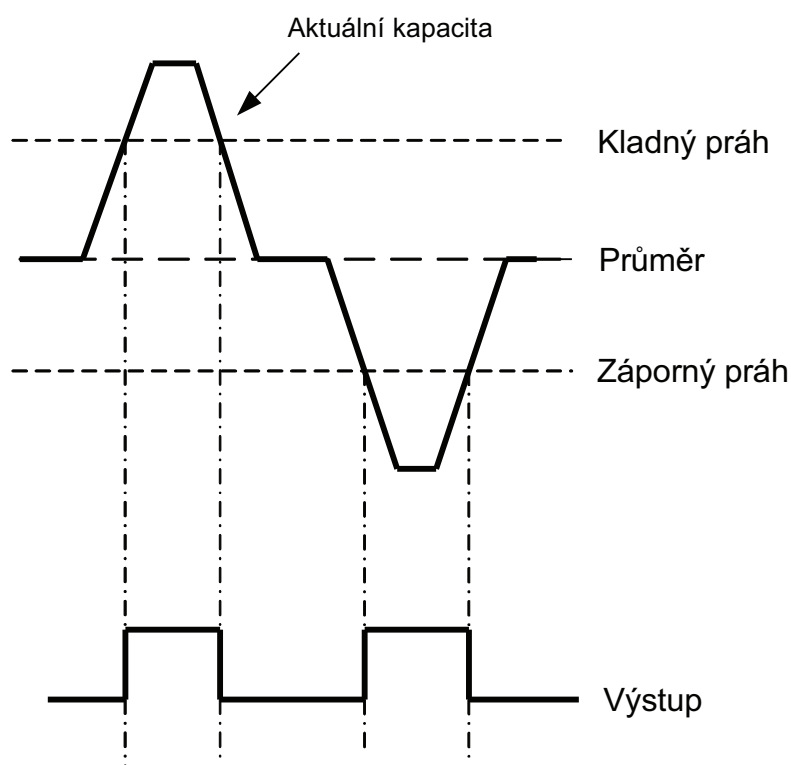 Aktuální kapacita
Kladný práh
Průměr
Záporný práh
Výstup